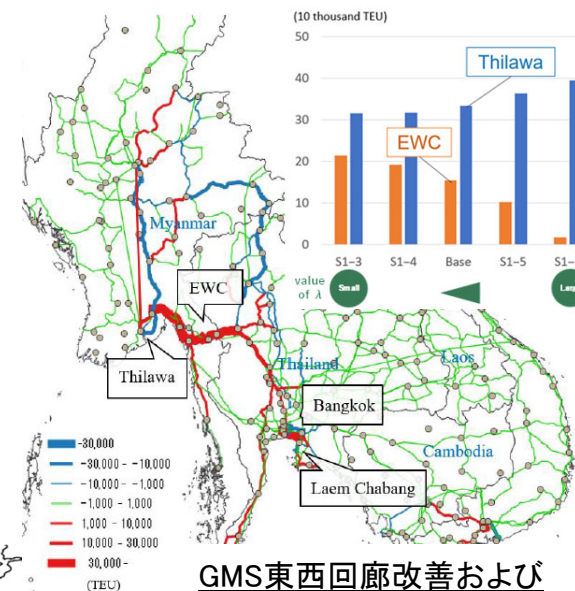 (10 thousand TEU)
50
40
30
20
10
0
Thilawa
EWC
S1-3 S1-4 Base S1-5
value
of λ
Small
Myanmar
EWC
Thilawa
Thailand
Laos
Bangkok
Cambodia
Laem Chabang
-30,000
-30,000 - -10,000
-10,000 - -1,000
-1,000 - 1,000
1,000 - 10,000
10,000 - 30,000
30,000 -
(TEU)
GMS東西回廊改善および